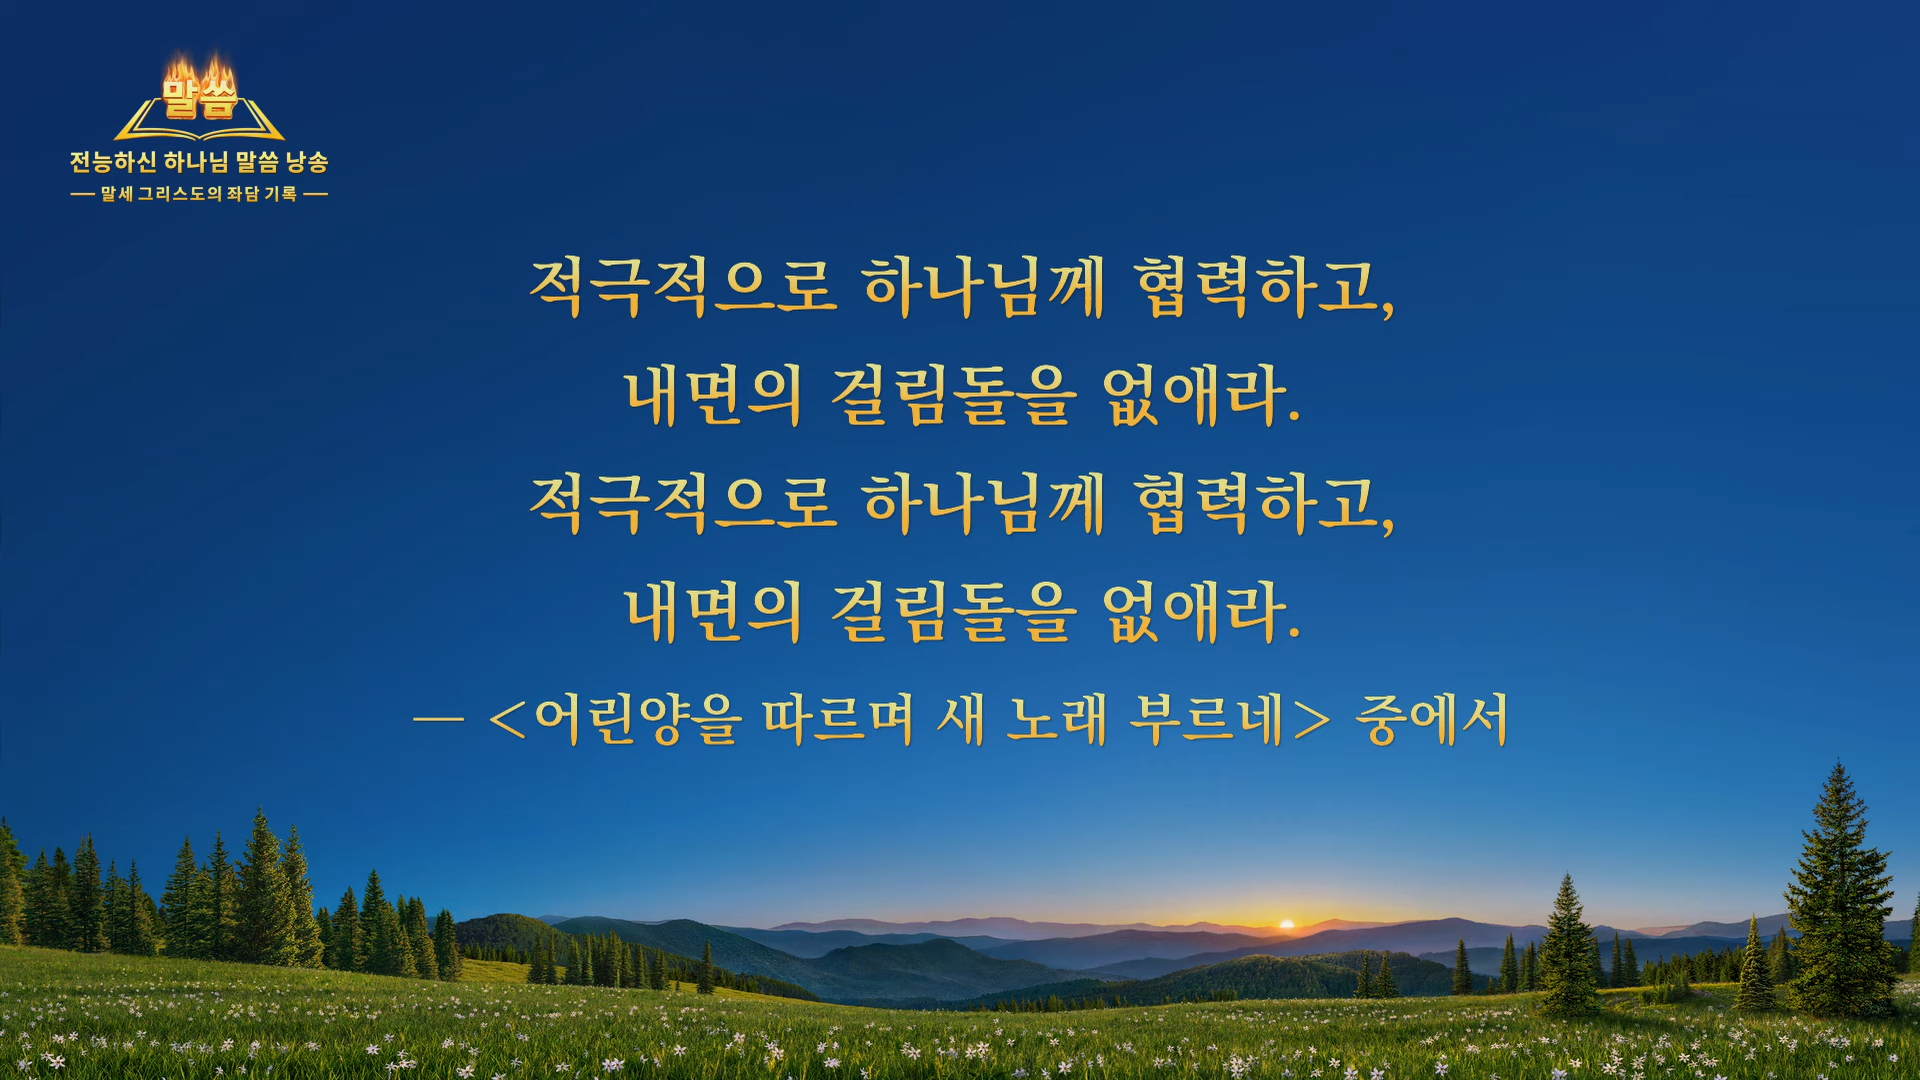 말씀
전능하신 하나님 말씀 낭송
— 말세 그리스도의 좌담 기록 —
적극적으로 하나님께 협력하고,
내면의 걸림돌을 없애라.
적극적으로 하나님께 협력하고,
내면의 걸림돌을 없애라.
— <어린양을 따르며 새 노래 부르네> 중에서